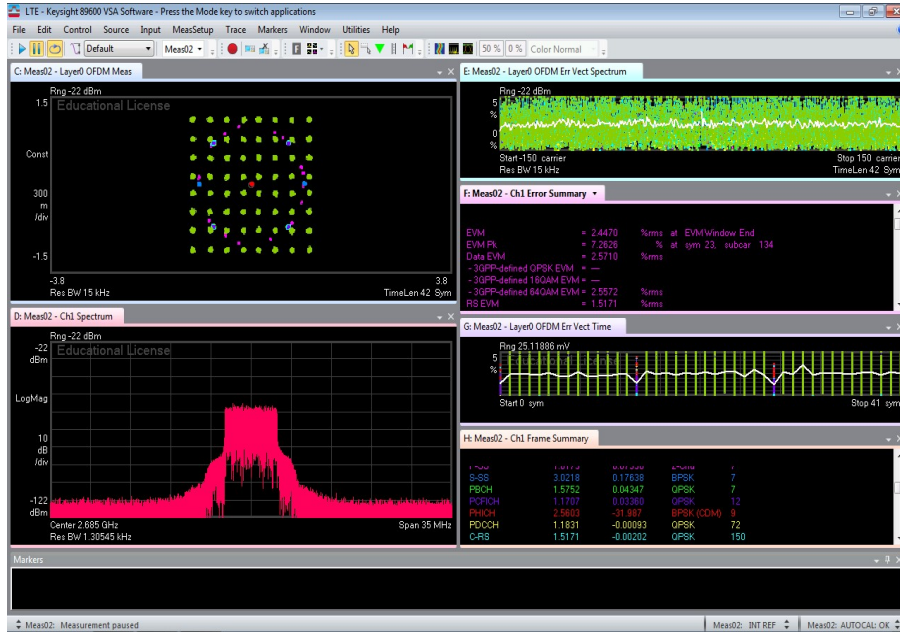 LTE - Keysight 89600 VSA Software - Press the Mode key to switch applications
File Edit Control Source Input MeasSetup Trace Markers Window Utilities Help
Default Meas02 50 % 0 % Color Normal
C: Meas02 - Layer0 OFDM Meas
Rng -22 dBm
1.5 Educational License
Const
300
m
/div
-1.5
-3.8 3.8
Res BW 15 kHz TimeLen 42 Sym
D: Meas02 - Ch1 Spectrum
Rng -22 dBm
-22 Educational License
dBm
LogMag
10
dB
/div
-122
dBm
Center 2.685 GHz Span 35 MHz
Res BW 1.30545 kHz
E: Meas02 - Layer0 OFDM Err Vect Spectrum
Rng -22 dBm
5
%
0
%
Start -150 carrier Stop 150 carrier
Res BW 15 kHz TimeLen 42 Sym
F: Meas02 - Ch1 Error Summary
EVM = 2.4470 %rms at EVMWindow End
EVM Pk = 7.2626 % at sym 23, subcar 134
Data EVM = 2.5710 %rms
- 3GPP-defined QPSK EVM = —
- 3GPP-defined 16QAM EVM = —
- 3GPP-defined 64QAM EVM = 2.5572 %rms
RS EVM = 1.5171 %rms
G: Meas02 - Layer0 OFDM Err Vect Time
Rng 25.11886 mV
5
%
Start 0 sym Stop 41 sym
H: Meas02 - Ch1 Frame Summary
S-SS 3.0218 0.17638 BPSK 7
PBCH 1.5752 0.04347 QPSK 7
PCFICH .1707 0.03360 QPSK 12
PHICH 2.5603 -31.987 BPSK (CDM) 9
PDCCH 1.1831 -0.00093 QPSK 72
C-RS 1.5171 -0.00202 QPSK 150
Markers
Meas02: Measurement paused Meas02: INT REF Meas02: AUTOCAL: OK